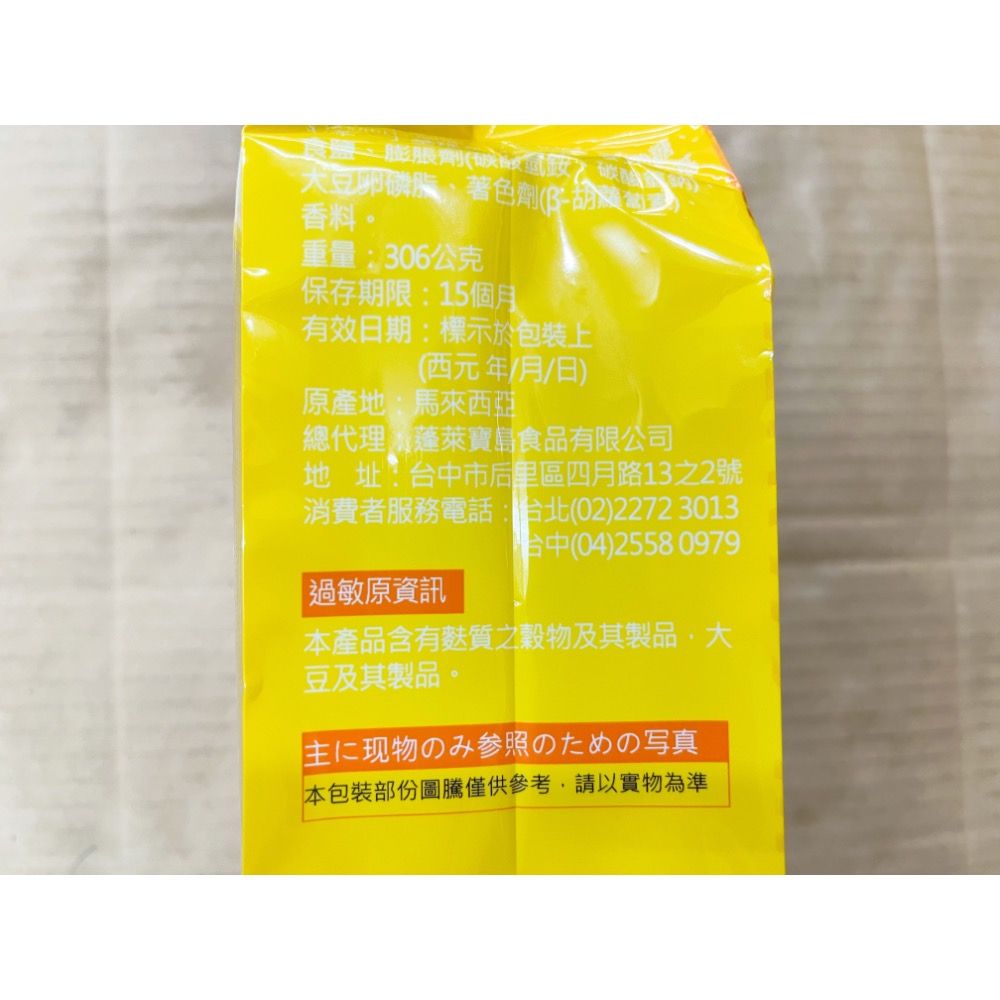 食鹽、膨脹劑(碳酸氫銨、碳酸氫鈉)
大豆卵磷脂、著色劑(β-胡蘿蔔素)
香料。
重量：306公克
保存期限：15個月
有效日期：標示於包裝上
(西元 年/月/日)
原產地：馬來西亞
總代理：蓬萊寶島食品有限公司
地 址：台中市后里區四月路13之2號
消費者服務電話：台北(02)2272 3013
台中(04)2558 0979
過敏原資訊
本產品含有麩質之穀物及其製品，大
豆及其製品。
主に现物のみ参照のための写真
本包裝部份圖騰僅供參考，請以實物為準